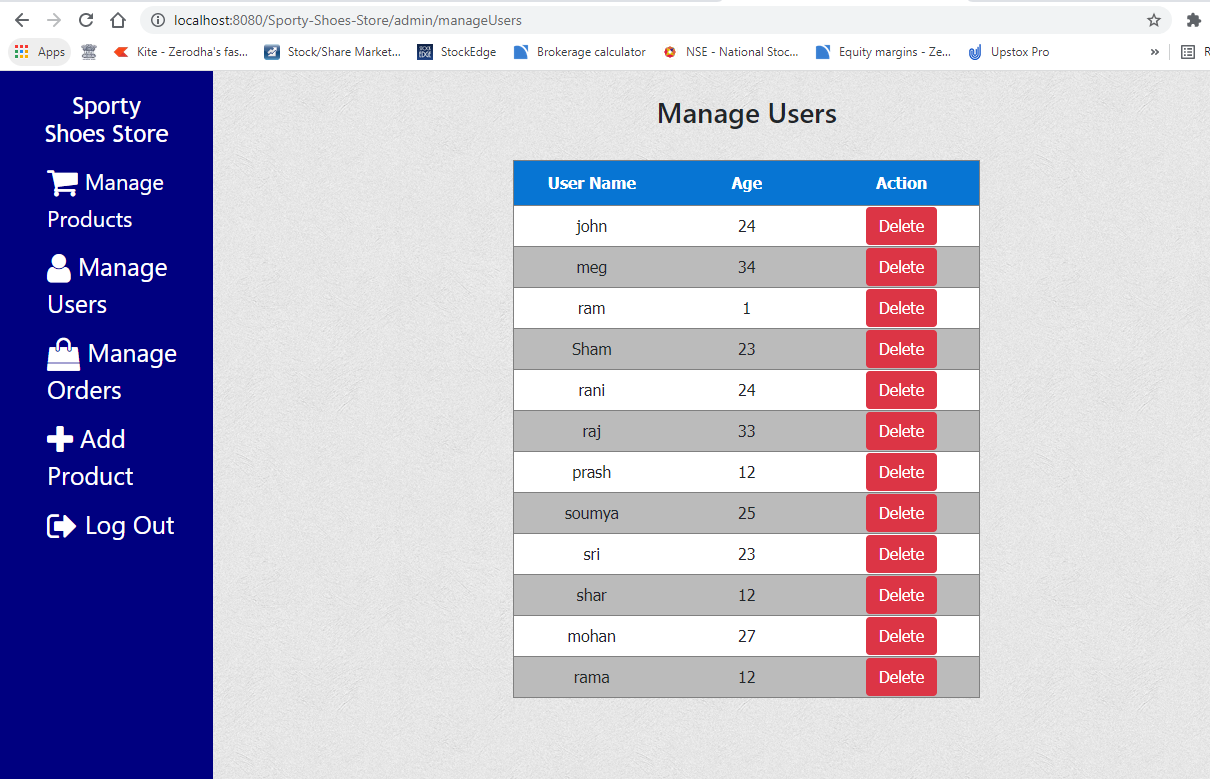 localhost:8080/Sporty-Shoes-Store/admin/manageUsers
Apps Kite - Zerodha's fas... Stock/Share Market... STOCK EDGE StockEdge Brokerage calculator NSE - National Stoc... Equity margins - Ze... Upstox Pro » R
Sporty
Shoes Store
Manage
Products
Manage
Users
Manage
Orders
Add
Product
Log Out
Manage Users
User Name Age Action
john 24 Delete
meg 34 Delete
ram 1 Delete
Sham 23 Delete
rani 24 Delete
raj 33 Delete
prash 12 Delete
soumya 25 Delete
sri 23 Delete
shar 12 Delete
mohan 27 Delete
rama 12 Delete